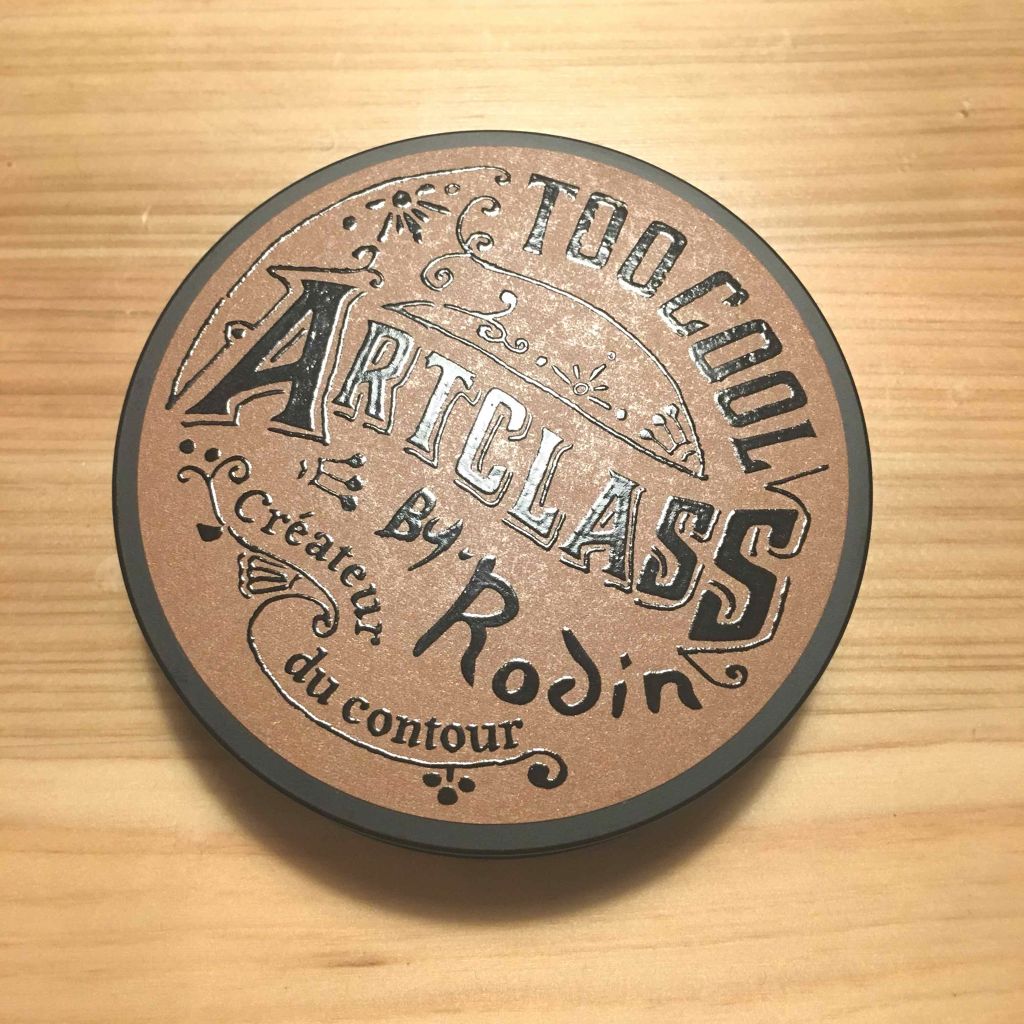 TOO COOL
ARTCLASS
By Rodin
Créateur
du contour